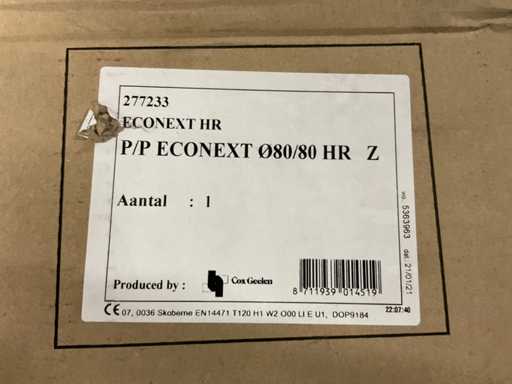 277233
ECONEXT HR
P/P ECONEXT Ø80/80 HR Z
Aantal : 1
Produced by :
Cox Geelen
8 711939 014519
wg. 5363963 dat.: 21/01/21
22:07:40
CE 07, 0036 Skoberne EN14471 T120 H1 W2 O00 LI E U1, DOP9184